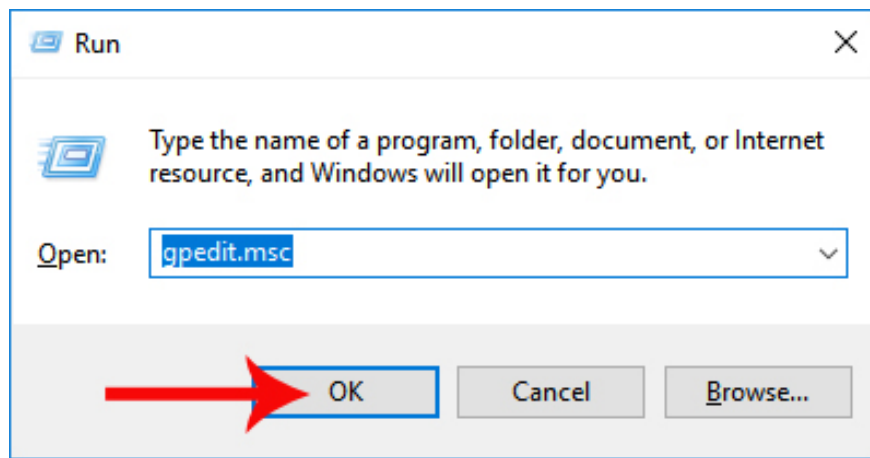 Run
Type the name of a program, folder, document, or Internet
resource, and Windows will open it for you.
Open: gpedit.msc
OK Cancel Browse...